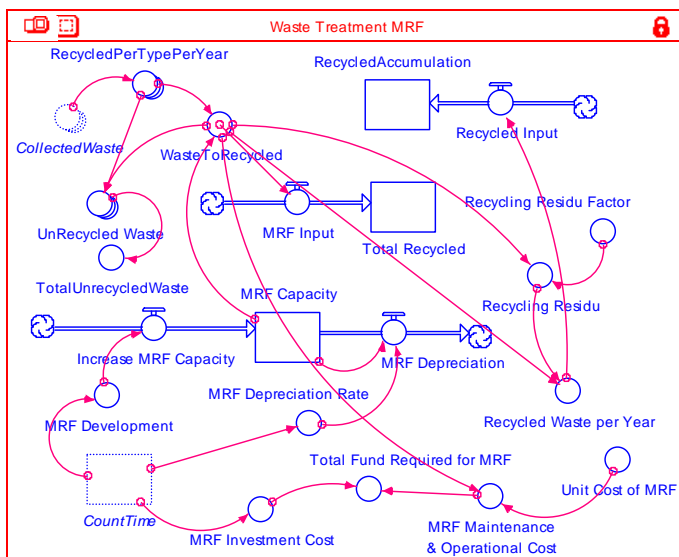 Waste Treatment MRF
RecycledPerTypePerYear
RecycledAccumulation
Recycled Input
CollectedWaste
WasteToRecycled
Recycling Residu Factor
UnRecycled Waste
MRF Input
Total Recycled
TotalUnrecycledWaste
MRF Capacity
Recycling Residu
Increase MRF Capacity
MRF Depreciation
MRF Depreciation Rate
MRF Development
Recycled Waste per Year
Total Fund Required for MRF
Unit Cost of MRF
CountTime
MRF Investment Cost
MRF Maintenance
& Operational Cost